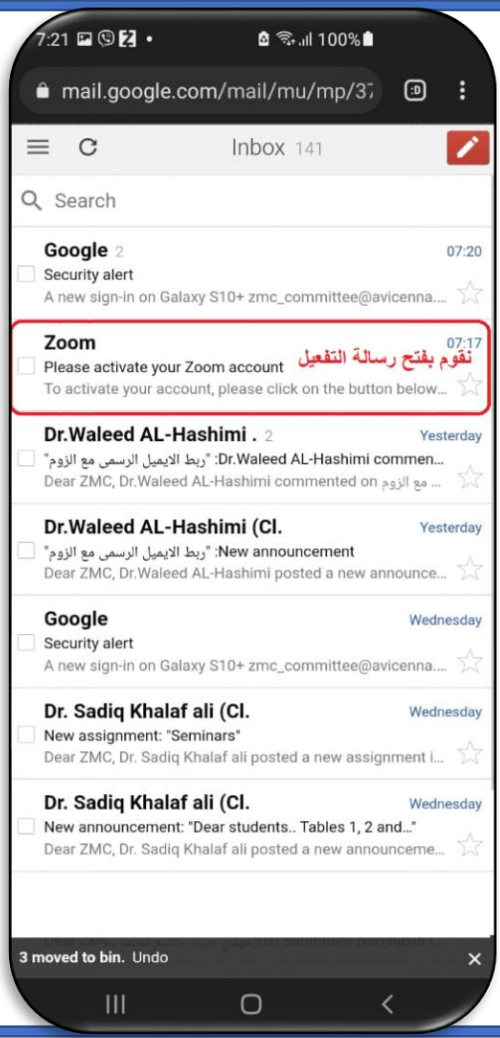 7:21 100%
mail.google.com/mail/mu/mp/37 :D
Inbox 141
Search
Google 2 07:20
Security alert
A new sign-in on Galaxy S10+ zmc_committee@avicenna....
Zoom 07:17
Please activate your Zoom account نقوم بفتح رسالة التفعيل
To activate your account, please click on the button below...
Dr.Waleed AL-Hashimi . 2 Yesterday
Dr.Waleed AL-Hashimi commen... :"ربط الايميل الرسمي مع الزوم"
Dear ZMC, Dr.Waleed AL-Hashimi commented on مع الزوم ...
Dr.Waleed AL-Hashimi (Cl. Yesterday
New announcement: "ربط الايميل الرسمي مع الزوم"
Dear ZMC, Dr.Waleed AL-Hashimi posted a new announce...
Google Wednesday
Security alert
A new sign-in on Galaxy S10+ zmc_committee@avicenna....
Dr. Sadiq Khalaf ali (Cl. Wednesday
New assignment: "Seminars"
Dear ZMC, Dr. Sadiq Khalaf ali posted a new assignment i...
Dr. Sadiq Khalaf ali (Cl. Wednesday
New announcement: "Dear students.. Tables 1, 2 and..."
Dear ZMC, Dr. Sadiq Khalaf ali posted a new announceme...
3 moved to bin. Undo